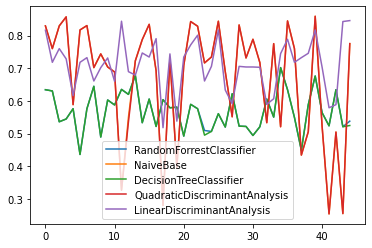 0.8
0.7
0.6
0.5
0.4
0.3
RandomForrestClassifier
NaiveBase
DecisionTreeClassifier
QuadraticDiscriminantAnalysis
LinearDiscriminantAnalysis
0 10 20 30 40